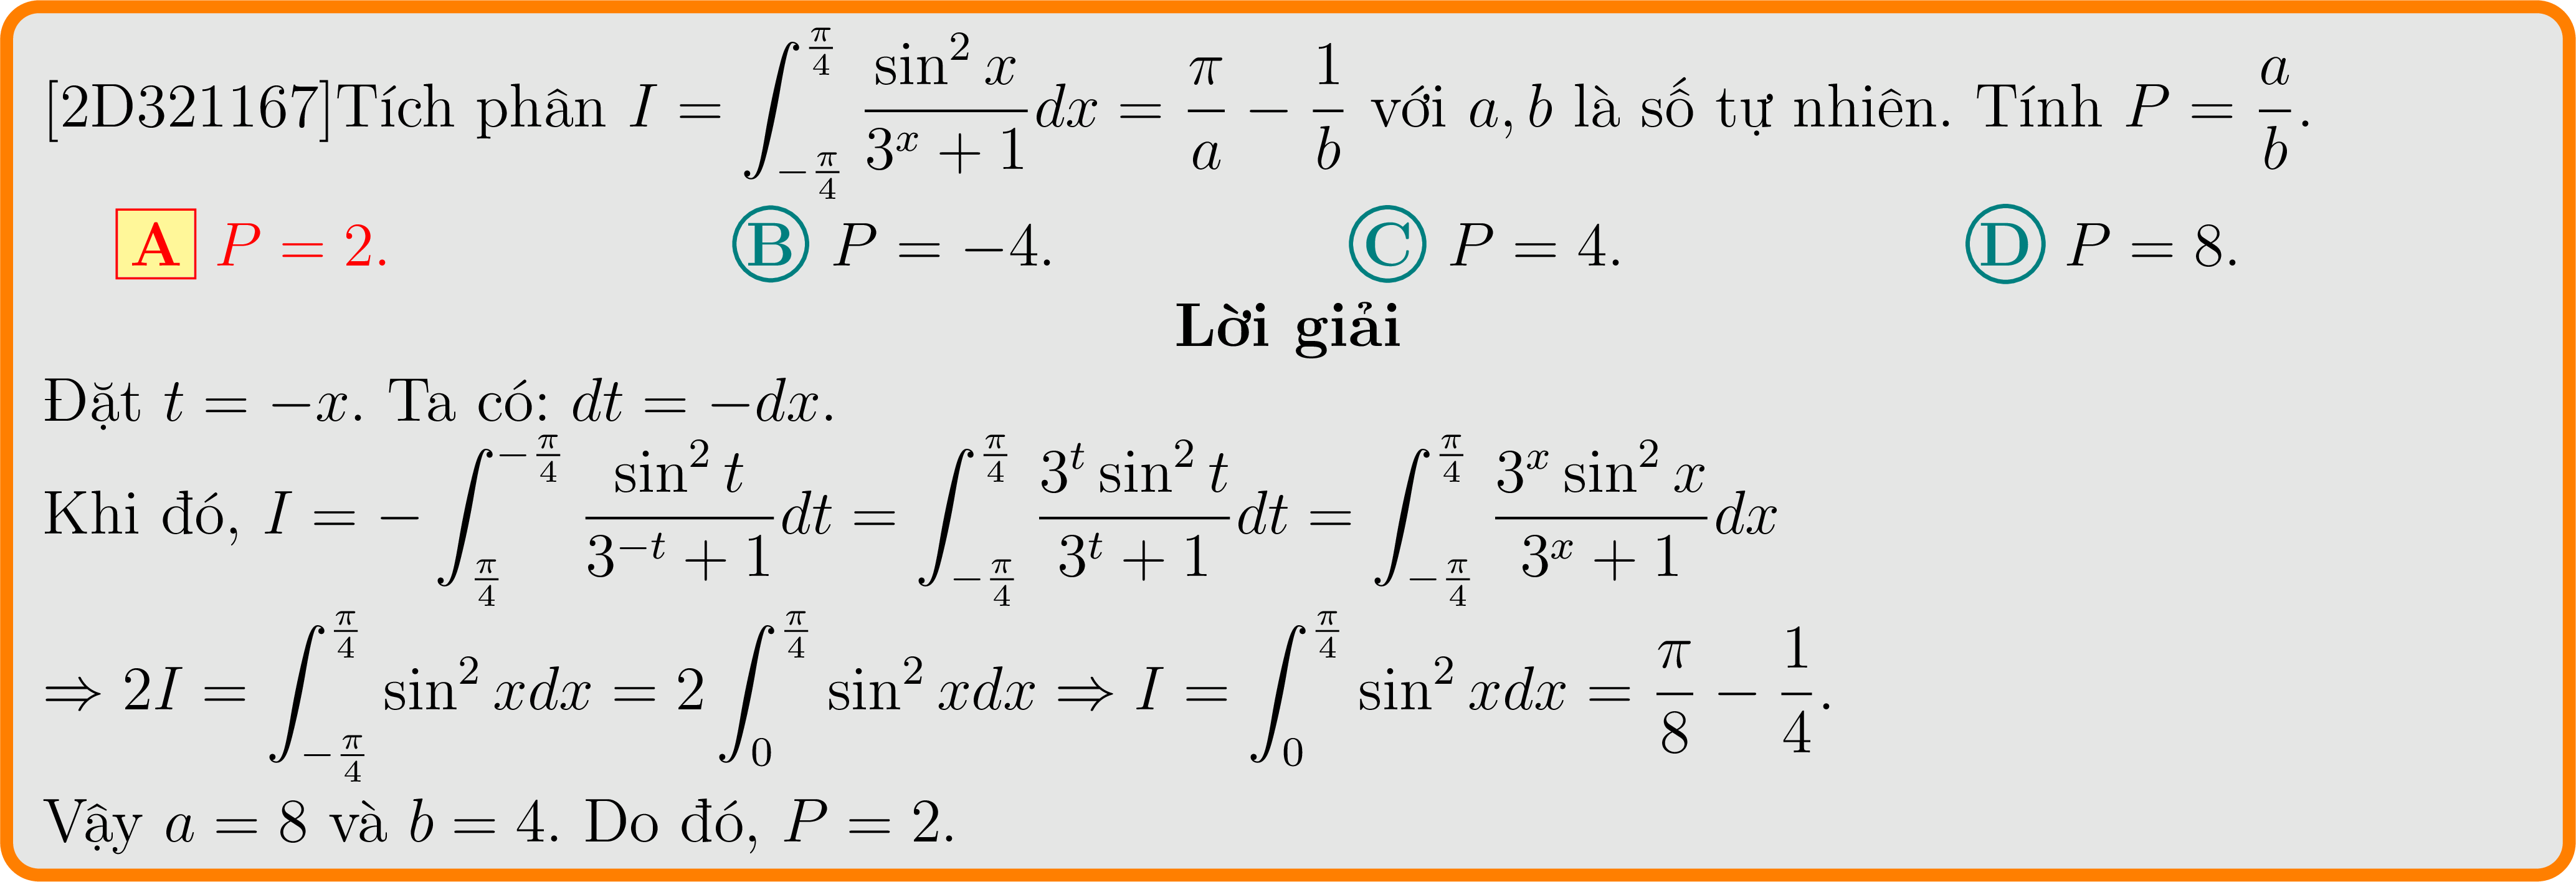 [2D321167]Tích phân $I = \int_{-\frac{\pi}{4}}^{\frac{\pi}{4}} \frac{\sin^2 x}{3^x + 1} dx = \frac{\pi}{a} - \frac{1}{b}$ với $a, b$ là số tự nhiên. Tính $P = \frac{a}{b}$.
A $P = 2.$ B $P = -4.$ C $P = 4.$ D $P = 8.$
Lời giải
Đặt $t = -x$. Ta có: $dt = -dx$.
Khi đó, $I = -\int_{\frac{\pi}{4}}^{-\frac{\pi}{4}} \frac{\sin^2 t}{3^{-t} + 1} dt = \int_{-\frac{\pi}{4}}^{\frac{\pi}{4}} \frac{3^t \sin^2 t}{3^t + 1} dt = \int_{-\frac{\pi}{4}}^{\frac{\pi}{4}} \frac{3^x \sin^2 x}{3^x + 1} dx$
$\Rightarrow 2I = \int_{-\frac{\pi}{4}}^{\frac{\pi}{4}} \sin^2 x dx = 2 \int_{0}^{\frac{\pi}{4}} \sin^2 x dx \Rightarrow I = \int_{0}^{\frac{\pi}{4}} \sin^2 x dx = \frac{\pi}{8} - \frac{1}{4}.$
Vậy $a = 8$ và $b = 4$. Do đó, $P = 2$.